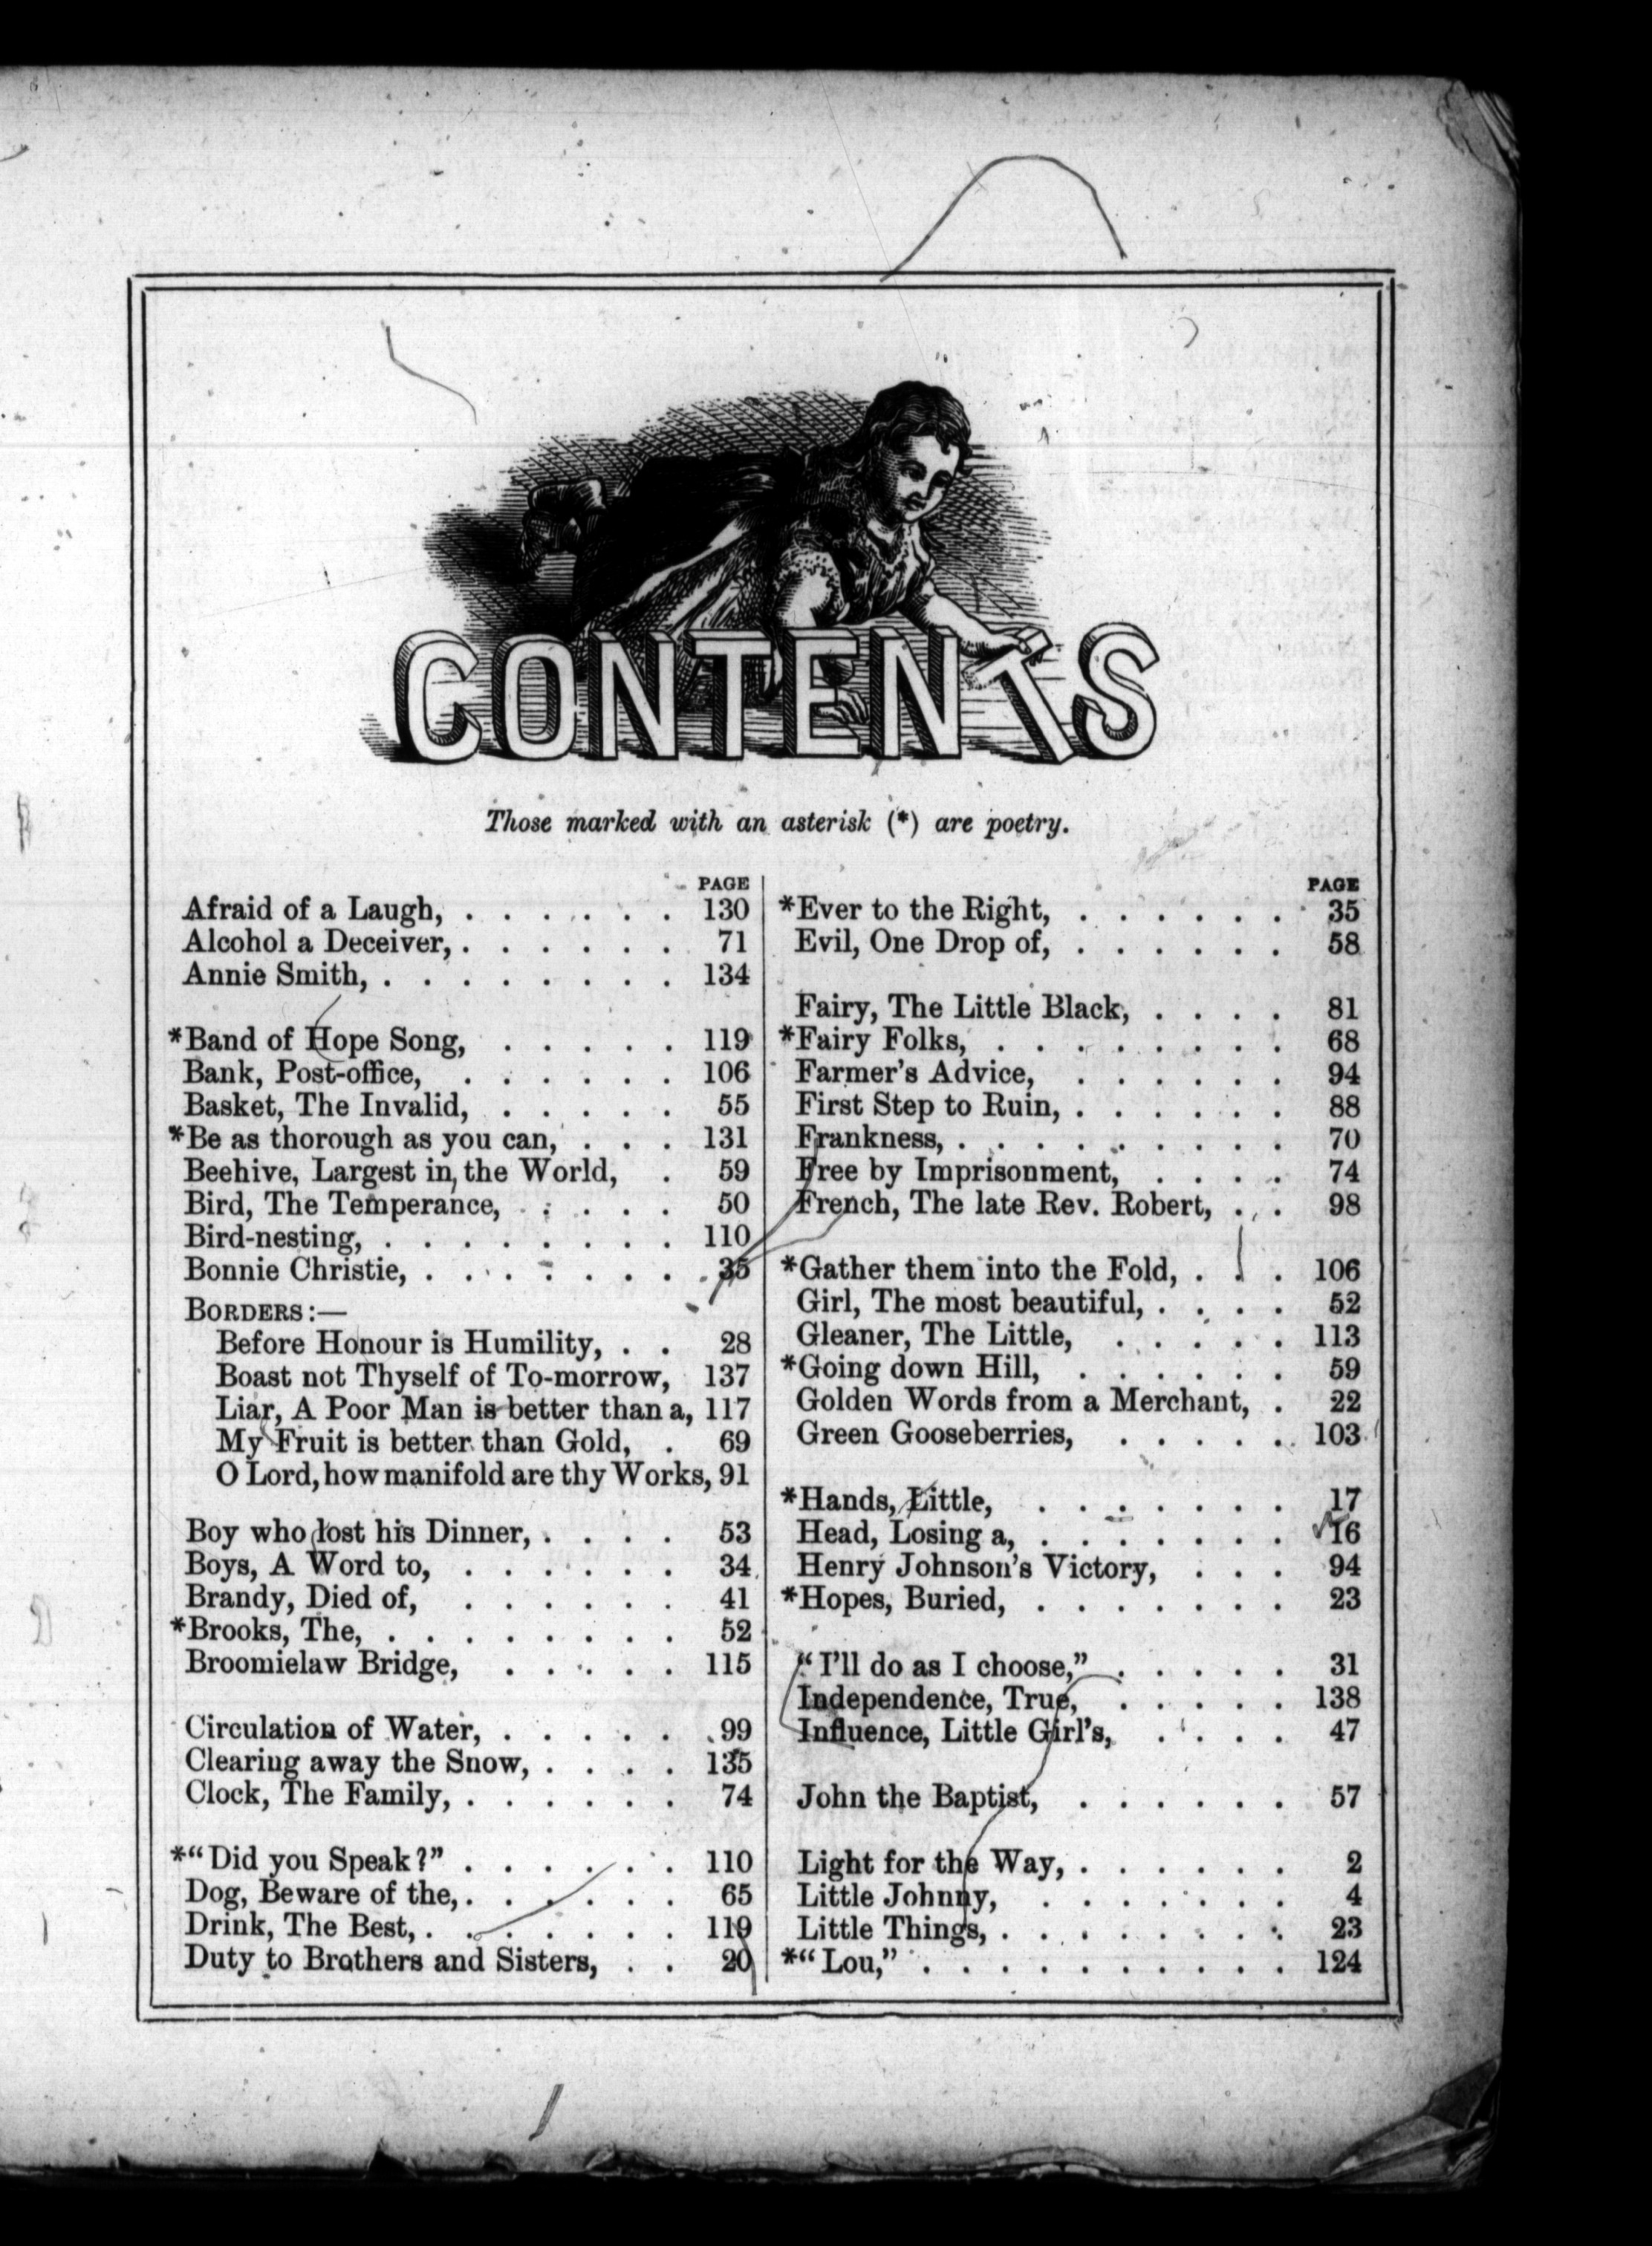 CONTENTS
Those marked with an asterisk (*) are poetry.
PAGE
Afraid of a Laugh, . . . . . . 130
Alcohol a Deceiver, . . . . . . 71
Annie Smith, . . . . . . . . 134
*Band of Hope Song, . . . . . 119
Bank, Post-office, . . . . . . 106
Basket, The Invalid, . . . . . 55
*Be as thorough as you can, . . . 131
Beehive, Largest in the World, . 59
Bird, The Temperance, . . . . 50
Bird-nesting, . . . . . . . . 110
Bonnie Christie, . . . . . . . 35
BORDERS:—
Before Honour is Humility, . . 28
Boast not Thyself of To-morrow, 137
Liar, A Poor Man is better than a, 117
My Fruit is better than Gold, . 69
O Lord, how manifold are thy Works, 91
Boy who lost his Dinner, . . . . 53
Boys, A Word to, . . . . . . 34
Brandy, Died of, . . . . . . 41
*Brooks, The, . . . . . . . . 52
Broomielaw Bridge, . . . . . 115
Circulation of Water, . . . . . 99
Clearing away the Snow, . . . . 135
Clock, The Family, . . . . . . 74
*“Did you Speak?” . . . . . . 110
Dog, Beware of the, . . . . . . 65
Drink, The Best, . . . . . . . 119
Duty to Brothers and Sisters, . . 20
PAGE
*Ever to the Right, . . . . . . 35
Evil, One Drop of, . . . . . . 58
Fairy, The Little Black, . . . . 81
*Fairy Folks, . . . . . . . . 68
Farmer's Advice, . . . . . . 94
First Step to Ruin, . . . . . . 88
Frankness, . . . . . . . . . 70
Free by Imprisonment, . . . . 74
French, The late Rev. Robert, . . 98
*Gather them into the Fold, . . . 106
Girl, The most beautiful, . . . . 52
Gleaner, The Little, . . . . . 113
*Going down Hill, . . . . . . 59
Golden Words from a Merchant, . 22
Green Gooseberries, . . . . . 103
*Hands, Little, . . . . . . . 17
Head, Losing a, . . . . . . . 16
Henry Johnson's Victory, . . . 94
*Hopes, Buried, . . . . . . . 23
“I'll do as I choose,” . . . . . 31
Independence, True, . . . . . 138
Influence, Little Girl's, . . . . 47
John the Baptist, . . . . . . 57
Light for the Way, . . . . . . 2
Little Johnny, . . . . . . . 4
Little Things, . . . . . . . . 23
*“Lou,” . . . . . . . . . . 124